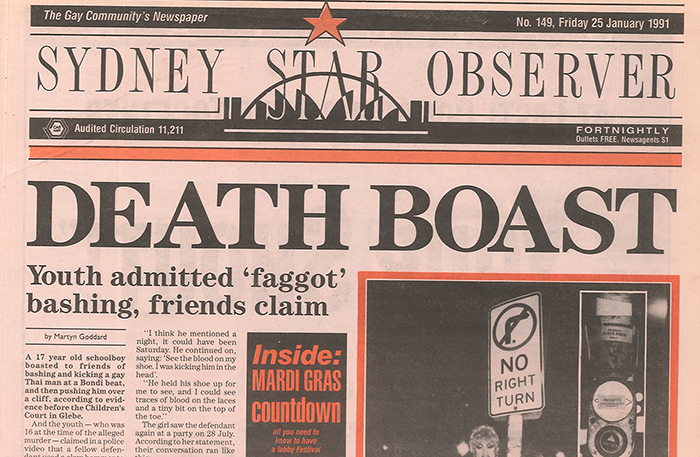 The Gay Community's Newspaper
No. 149, Friday 25 January 1991
SYDNEY STAR OBSERVER
Audited Circulation 11,211
FORTNIGHTLY
Outlets FREE. Newsagents $1
DEATH BOAST
Youth admitted 'faggot'
bashing, friends claim
by Martyn Goddard
A 17 year old schoolboy
boasted to friends of
bashing and kicking a gay
Thai man at a Bondi beat,
and then pushing him over
a cliff, according to evid-
ence before the Children's
Court in Glebe.
And the youth — who was
16 at the time of the alleged
murder — claimed in a police
video that a fellow defen-
"I think he mentioned a
night, it could have been
Saturday. He continued on,
saying: 'See the blood on my
shoe. I was kicking him in the
head'.
"He held his shoe up for
me to see, and I could see
traces of blood on the laces
and a tiny bit on the top of
the toe."
The girl saw the defendant
again at a party on 28 July.
According to her statement,
their conversation ran like
Inside:
MARDI GRAS
countdown
all you need to
know to have
a fabby Festival
NO
RIGHT
TURN